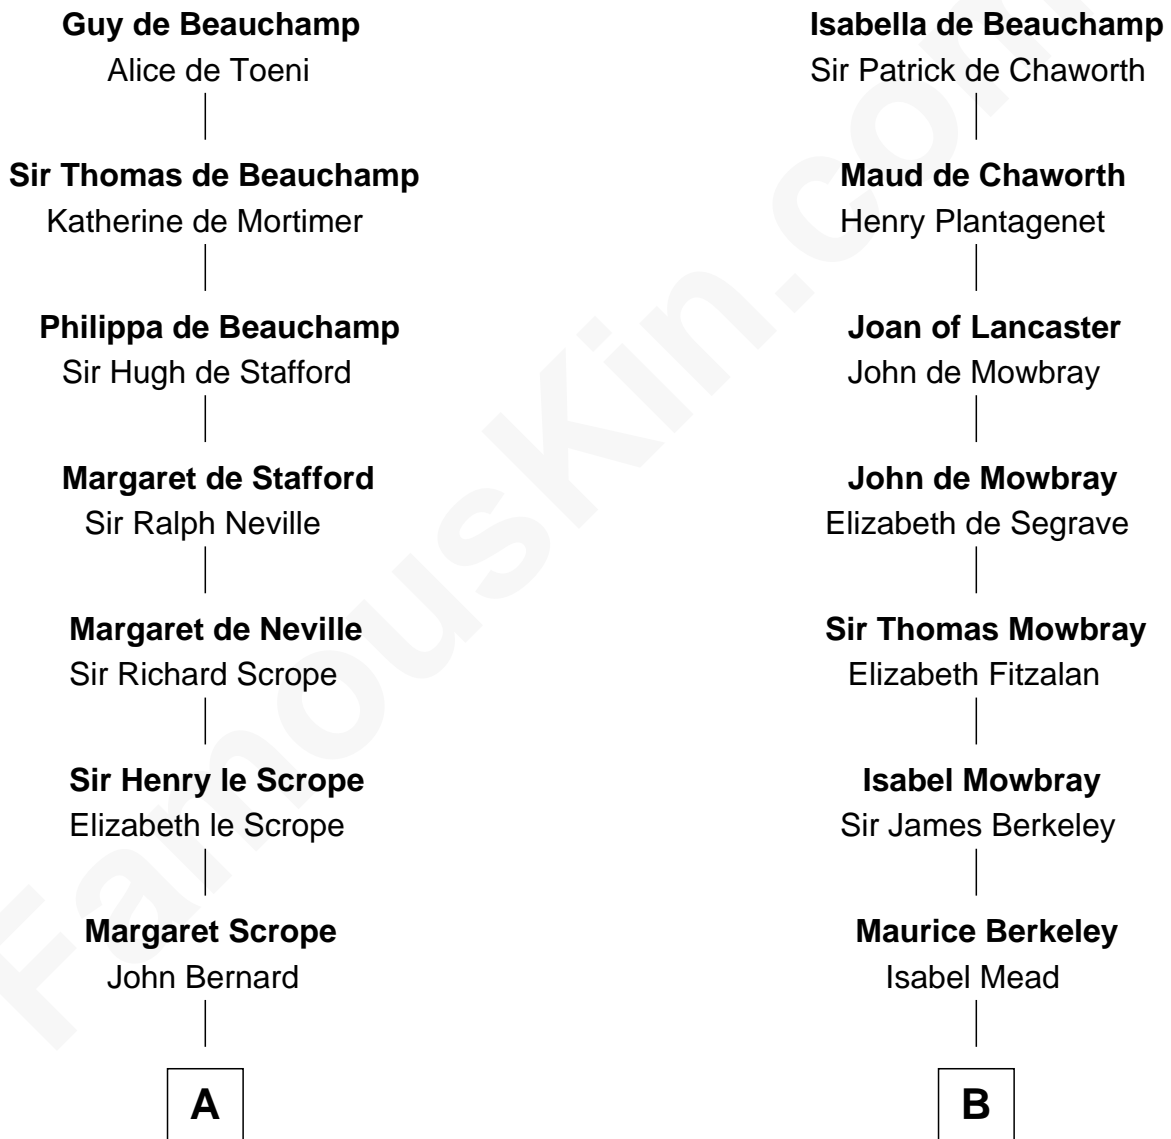 Guy de Beauchamp
Alice de Toeni
Sir Thomas de Beauchamp
Katherine de Mortimer
Philippa de Beauchamp
Sir Hugh de Stafford
Margaret de Stafford
Sir Ralph Neville
Margaret de Neville
Sir Richard Scrope
Sir Henry le Scrope
Elizabeth le Scrope
Margaret Scrope
John Bernard
A
Isabella de Beauchamp
Sir Patrick de Chaworth
Maud de Chaworth
Henry Plantagenet
Joan of Lancaster
John de Mowbray
John de Mowbray
Elizabeth de Segrave
Sir Thomas Mowbray
Elizabeth Fitzalan
Isabel Mowbray
Sir James Berkeley
Maurice Berkeley
Isabel Mead
B
FamousKin.com